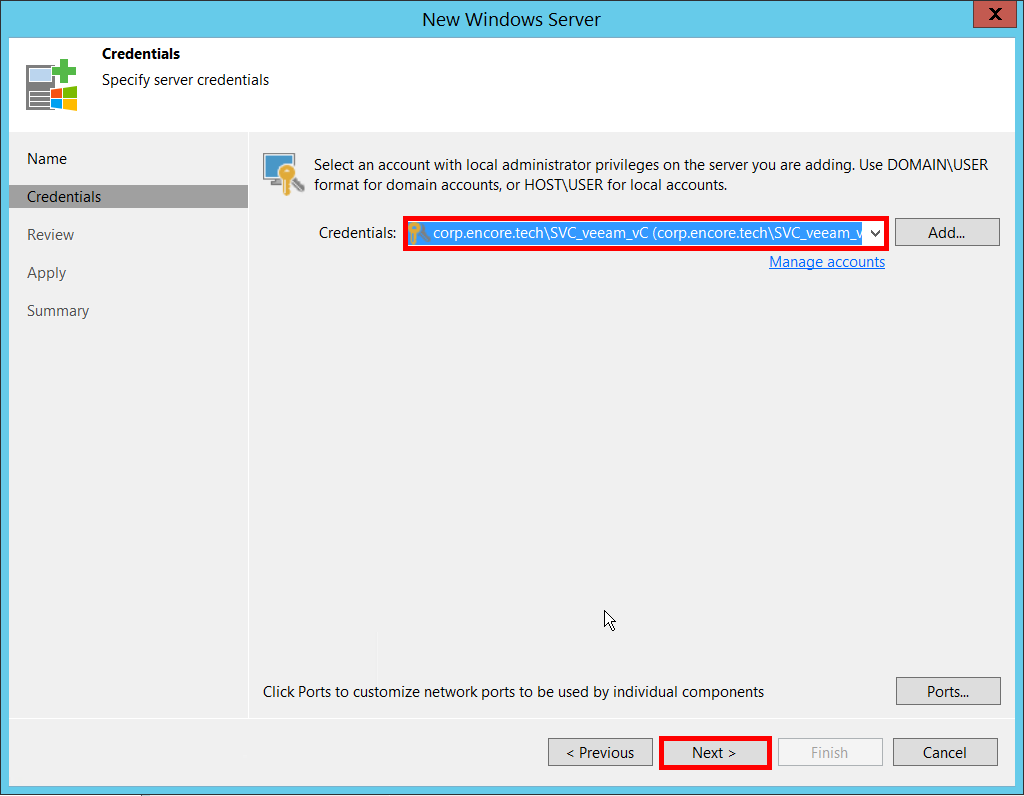 New Windows Server
X
Credentials
Specify server credentials
Name
Credentials
Review
Apply
Summary
Select an account with local administrator privileges on the server you are adding. Use DOMAIN\USER
format for domain accounts, or HOST\USER for local accounts.
Credentials: corp.encore.tech\SVC_veeam_vC (corp.encore.tech\SVC_veeam_v Add...
Manage accounts
Click Ports to customize network ports to be used by individual components Ports...
< Previous Next > Finish Cancel